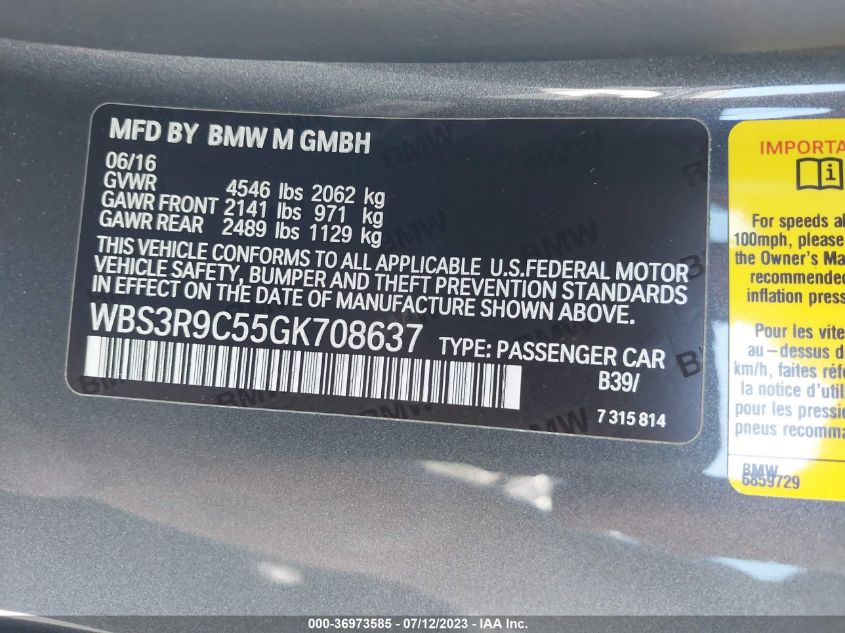 MFD BY BMW M GMBH
06/16
GVWR 4546 lbs 2062 kg
GAWR FRONT 2141 lbs 971 kg
GAWR REAR 2489 lbs 1129 kg
THIS VEHICLE CONFORMS TO ALL APPLICABLE U.S.FEDERAL MOTOR
VEHICLE SAFETY, BUMPER AND THEFT PREVENTION STANDARDS
IN EFFECT ON THE DATE OF MANUFACTURE SHOWN ABOVE.
WBS3R9C55GK708637 TYPE: PASSENGER CAR
B39/
7 315 814
IMPORTA
For speeds a
100mph, please
the Owner's Ma
recommended
inflation press
Pour les vite
au-dessus de
km/h, faites réfé
la notice d'util
pour les pressio
pneus recomma
BMW
6859729
000-36973585 - 07/12/2023 - IAA Inc.